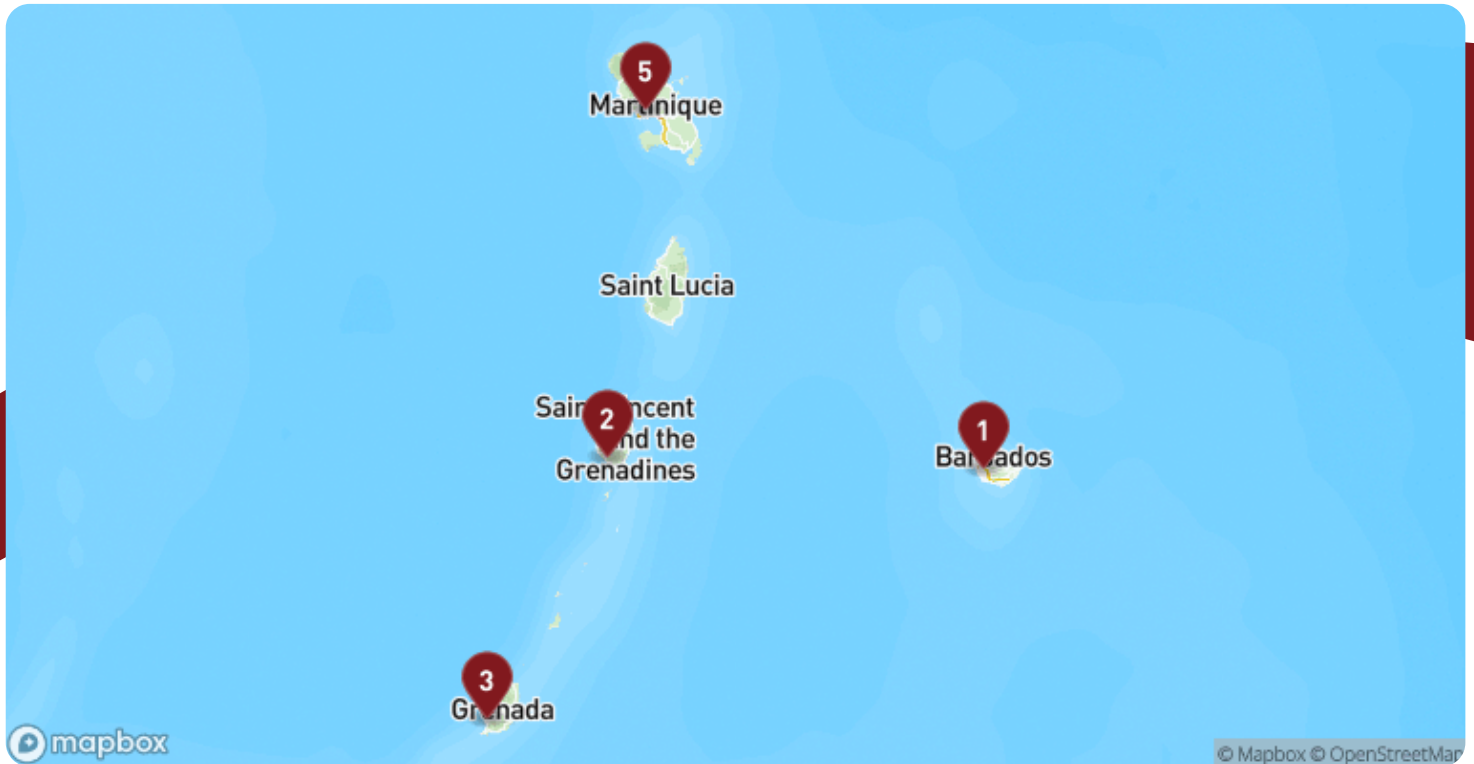 5
Martinique
Saint Lucia
2
Saint Vincent
and the
Grenadines
1
Barbados
3
Grenada
mapbox
© Mapbox © OpenStreetMap